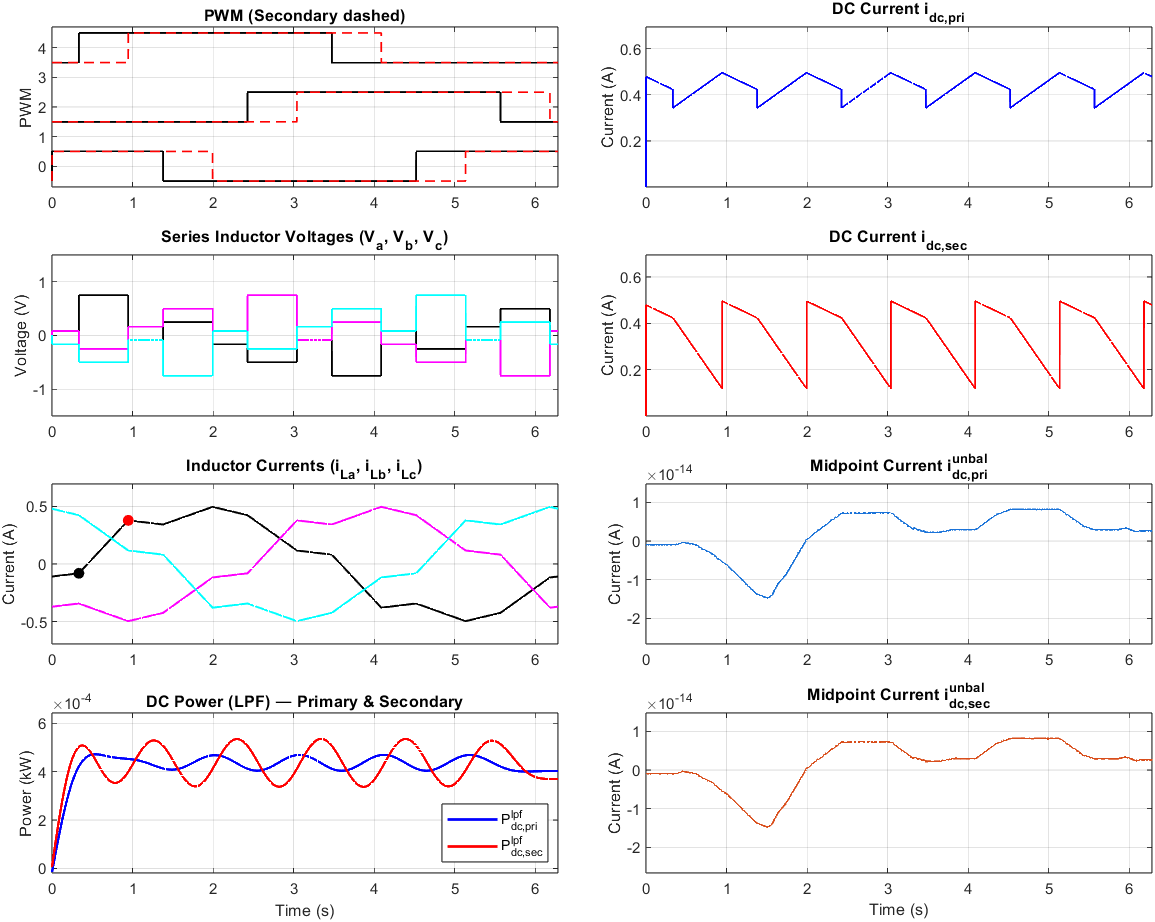 PWM (Secondary dashed)
PWM
4
3
2
1
0
0 1 2 3 4 5 6
DC Current i_dc,pri
Current (A)
0.6
0.4
0.2
0 1 2 3 4 5 6
Series Inductor Voltages (V_a, V_b, V_c)
Voltage (V)
1
0
-1
0 1 2 3 4 5 6
DC Current i_dc,sec
Current (A)
0.6
0.4
0.2
0 1 2 3 4 5 6
Inductor Currents (i_La, i_Lb, i_Lc)
Current (A)
0.5
0
-0.5
0 1 2 3 4 5 6
Midpoint Current i^unbal_dc,pri
×10^-14
Current (A)
1
0
-1
-2
0 1 2 3 4 5 6
DC Power (LPF) — Primary & Secondary
×10^-4
Power (kW)
6
4
2
0
P^lpf_dc,pri
P^lpf_dc,sec
0 1 2 3 4 5 6
Time (s)
Midpoint Current i^unbal_dc,sec
×10^-14
Current (A)
1
0
-1
-2
0 1 2 3 4 5 6
Time (s)